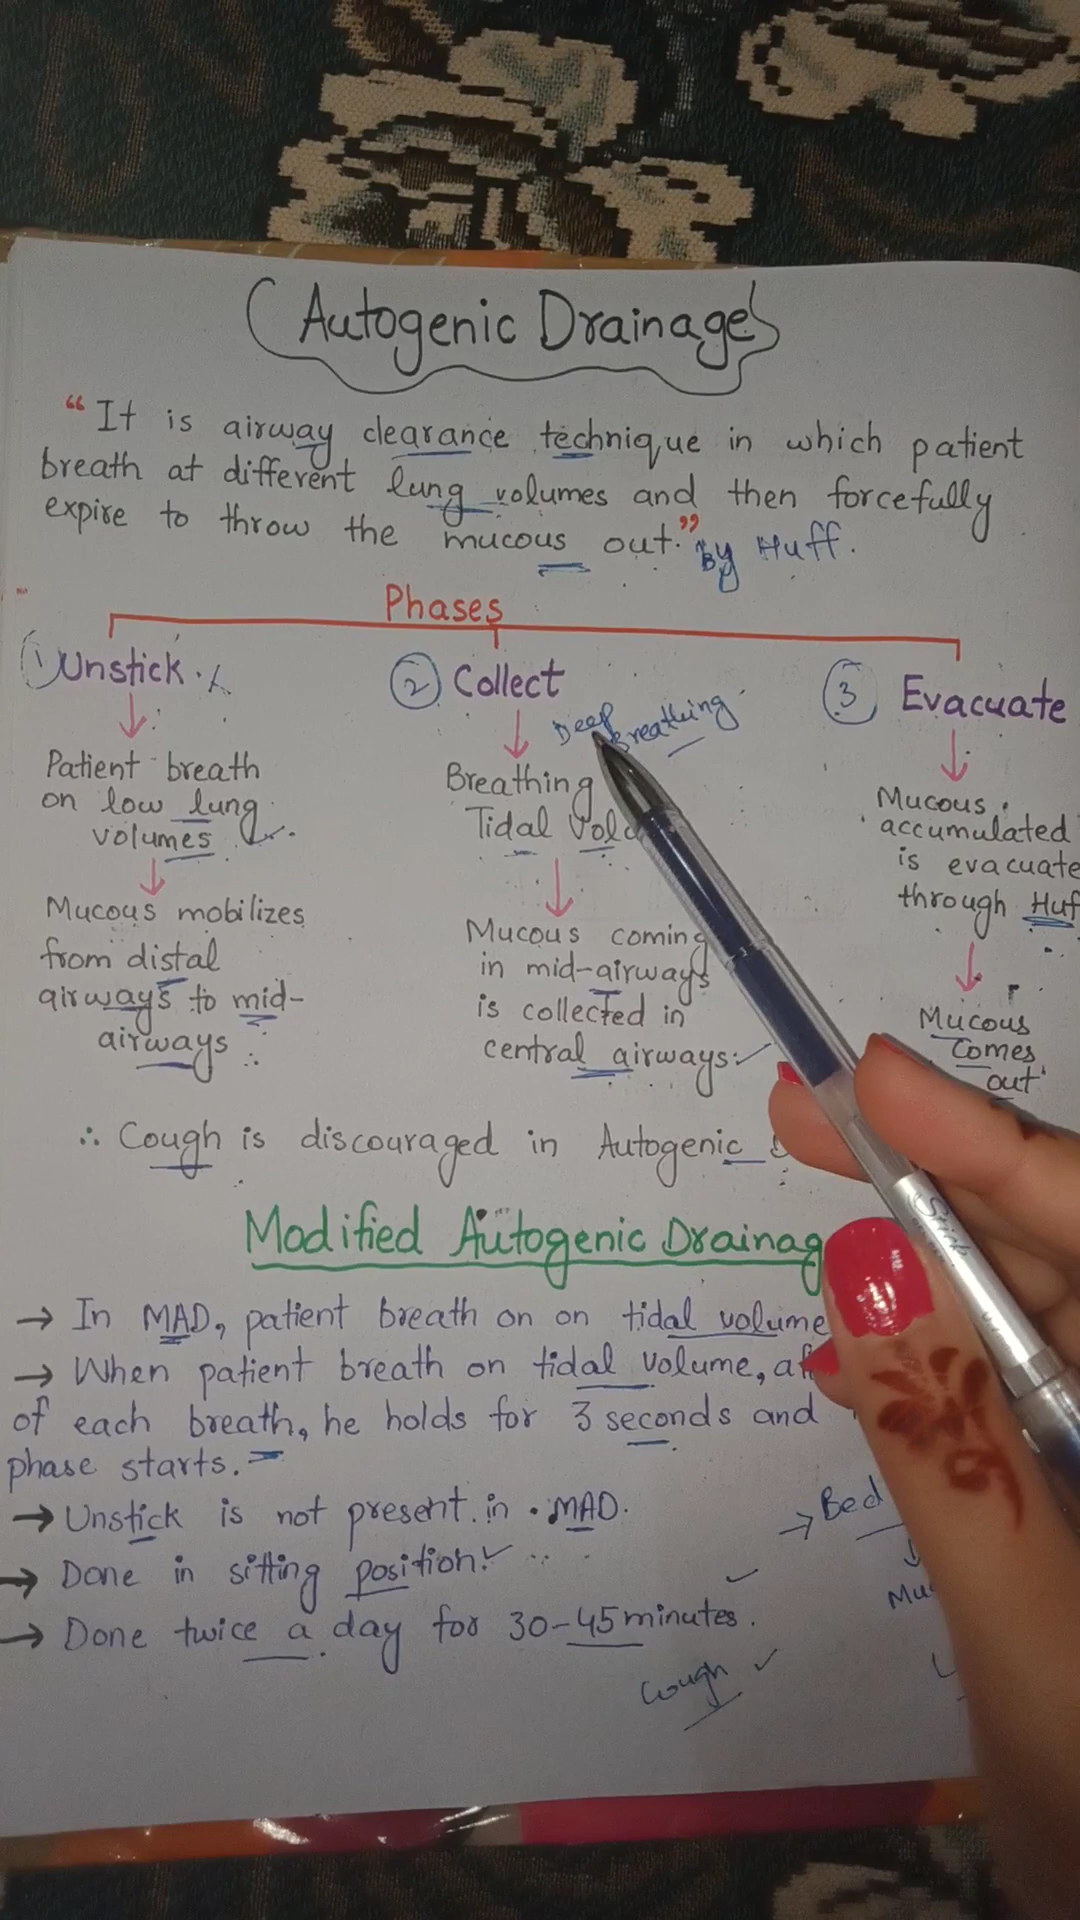 Autogenic Drainage
"It is airway clearance technique in which patient
breath at different lung volumes and then forcefully
expire to throw the mucous out." By Huff.
Phases
1 Unstick.
2 Collect
3 Evacuate
Deep Breathing
Patient breath
on low lung
volumes
Mucous mobilizes
from distal
airways to mid-
airways
Breathing
Tidal
Mucous coming
in mid-airways
is collected in
central airways.
Mucous
accumulated
is evacuate
through Huf
Mucous
comes
out
∴ Cough is discouraged in Autogenic
Modified Autogenic Drainag
→ In MAD, patient breath on on tidal volume
→ When patient breath on tidal volume, af
of each breath, he holds for 3 seconds and
phase starts.
→ Unstick is not present in MAD.
→ Done in sitting position.
→ Done twice a day for 30-45 minutes.
→ Bed
Mu
Cough ✓
Stick